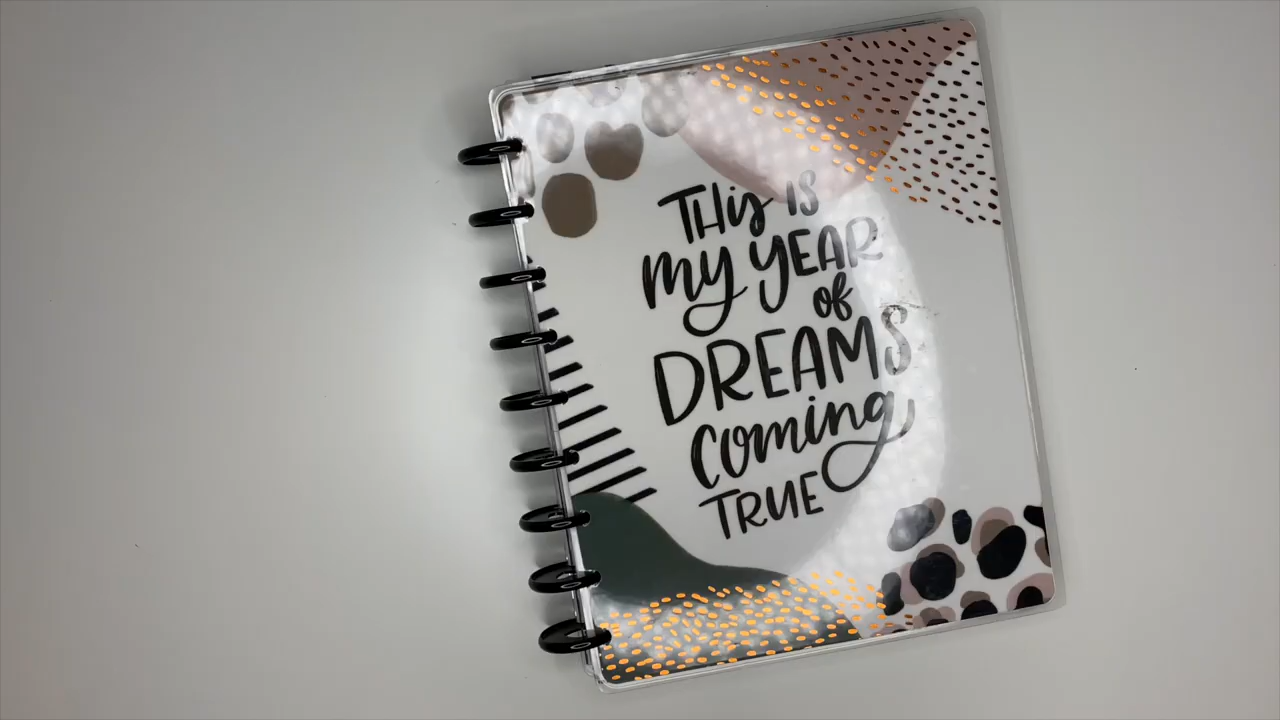 THis is
my yEAR
of
DREAMS
coming
TRUE